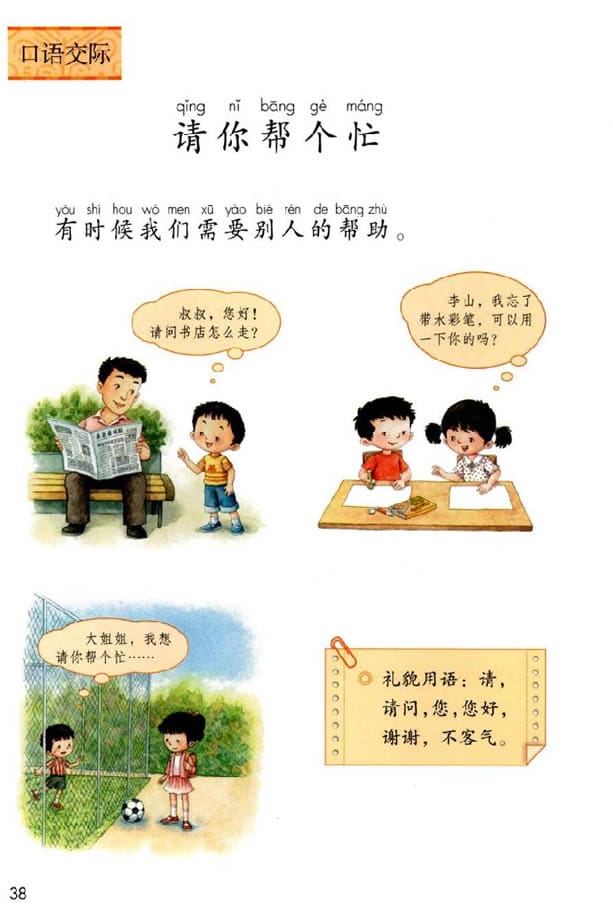 口语交际
qǐng nǐ bāng gè máng
请你帮个忙
yǒu shí hou wǒ men xū yào bié rén de bāng zhù
有时候我们需要别人的帮助。
叔叔，您好！
请问书店怎么走？
李山，我忘了
带水彩笔，可以用
一下你的吗？
大姐姐，我想
请你帮个忙……
礼貌用语：请，
请问，您，您好，
谢谢，不客气。
38